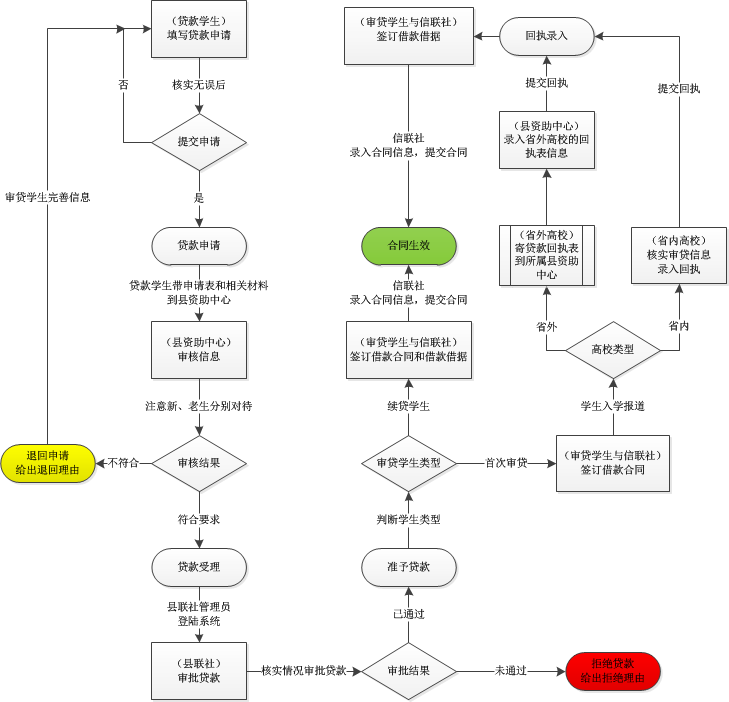 （贷款学生）
填写贷款申请
核实无误后
否
提交申请
审贷学生完善信息
是
贷款申请
贷款学生带申请表和相关材料
到县资助中心
（县资助中心）
审核信息
注意新、老生分别对待
退回申请
给出退回理由
不符合
审核结果
符合要求
贷款受理
县联社管理员
登陆系统
（县联社）
审批贷款
核实情况审批贷款
审批结果
未通过
拒绝贷款
给出拒绝理由
已通过
准予贷款
判断学生类型
审贷学生类型
首次审贷
（审贷学生与信联社）
签订借款合同
续贷学生
（审贷学生与信联社）
签订借款合同和借款借据
信联社
录入合同信息，提交合同
合同生效
学生入学报道
高校类型
省外
省内
（省外高校）
寄贷款回执表
到所属县资助
中心
（省内高校）
核实审贷信息
录入回执
（县资助中心）
录入省外高校的回
执表信息
提交回执
提交回执
回执录入
（审贷学生与信联社）
签订借款借据
信联社
录入合同信息，提交合同